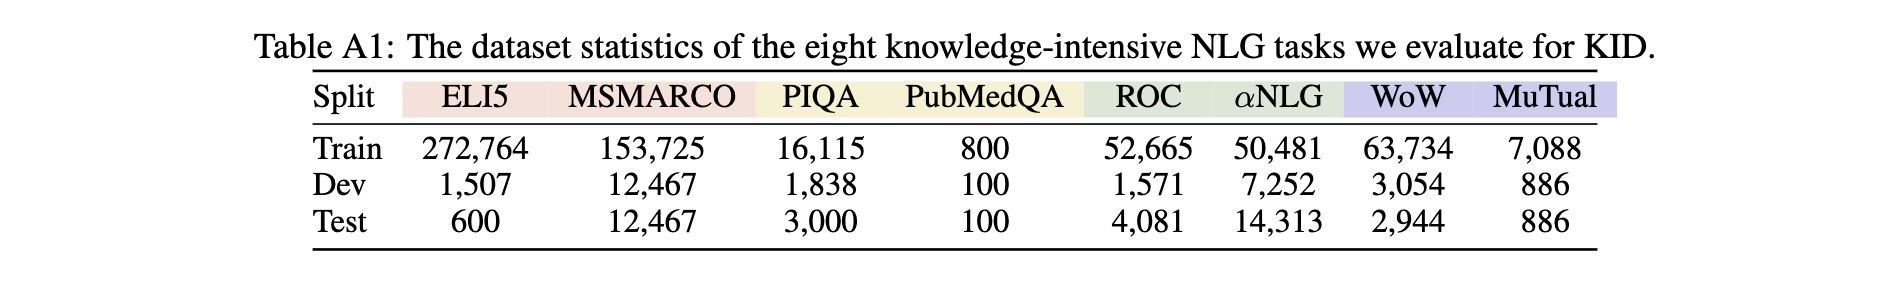 Table A1: The dataset statistics of the eight knowledge-intensive NLG tasks we evaluate for KID.
Split ELI5 MSMARCO PIQA PubMedQA ROC αNLG WoW MuTual
Train 272,764 153,725 16,115 800 52,665 50,481 63,734 7,088
Dev 1,507 12,467 1,838 100 1,571 7,252 3,054 886
Test 600 12,467 3,000 100 4,081 14,313 2,944 886